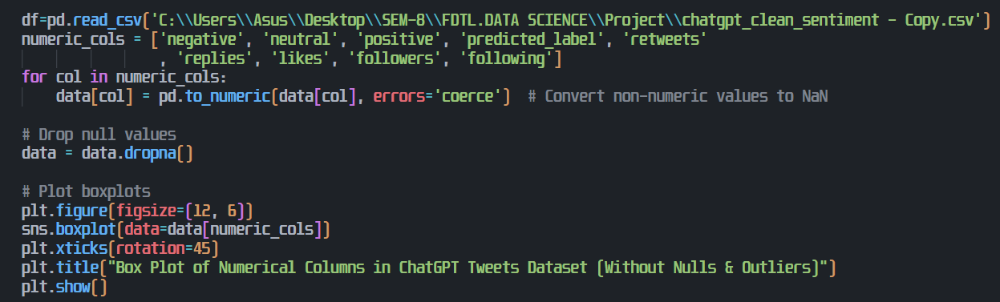 df=pd.read_csv('C:\\Users\\Asus\\Desktop\\SEM-8\\FDTL.DATA SCIENCE\\Project\\chatgpt_clean_sentiment - Copy.csv')
numeric_cols = ['negative', 'neutral', 'positive', 'predicted_label', 'retweets'
                , 'replies', 'likes', 'followers', 'following']
for col in numeric_cols:
    data[col] = pd.to_numeric(data[col], errors='coerce')  # Convert non-numeric values to NaN

# Drop null values
data = data.dropna()

# Plot boxplots
plt.figure(figsize=(12, 6))
sns.boxplot(data=data[numeric_cols])
plt.xticks(rotation=45)
plt.title("Box Plot of Numerical Columns in ChatGPT Tweets Dataset (Without Nulls & Outliers)")
plt.show()